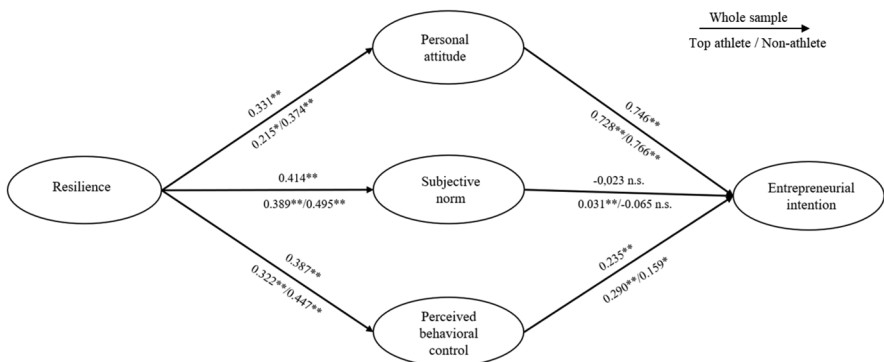 Whole sample
Top athlete / Non-athlete
Personal
attitude
0.331**
0.215*/0.374**
0.746**
0.728**/0.766**
Resilience
0.414**
0.389**/0.495**
Subjective
norm
-0,023 n.s.
0.031**/-0.065 n.s.
Entrepreneurial
intention
0.387**
0.322**/0.447**
0.235**
0.290**/0.159*
Perceived
behavioral
control